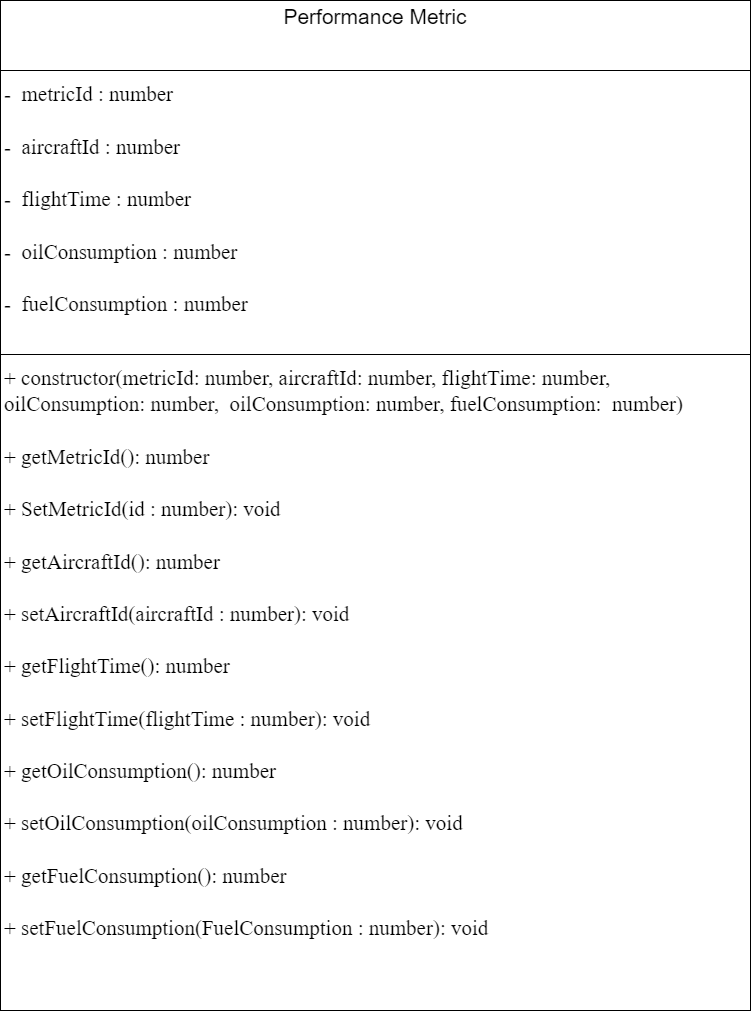 Performance Metric
- metricId : number
- aircraftId : number
- flightTime : number
- oilConsumption : number
- fuelConsumption : number
+ constructor(metricId: number, aircraftId: number, flightTime: number,
oilConsumption: number, oilConsumption: number, fuelConsumption: number)
+ getMetricId(): number
+ SetMetricId(id : number): void
+ getAircraftId(): number
+ setAircraftId(aircraftId : number): void
+ getFlightTime(): number
+ setFlightTime(flightTime : number): void
+ getOilConsumption(): number
+ setOilConsumption(oilConsumption : number): void
+ getFuelConsumption(): number
+ setFuelConsumption(FuelConsumption : number): void